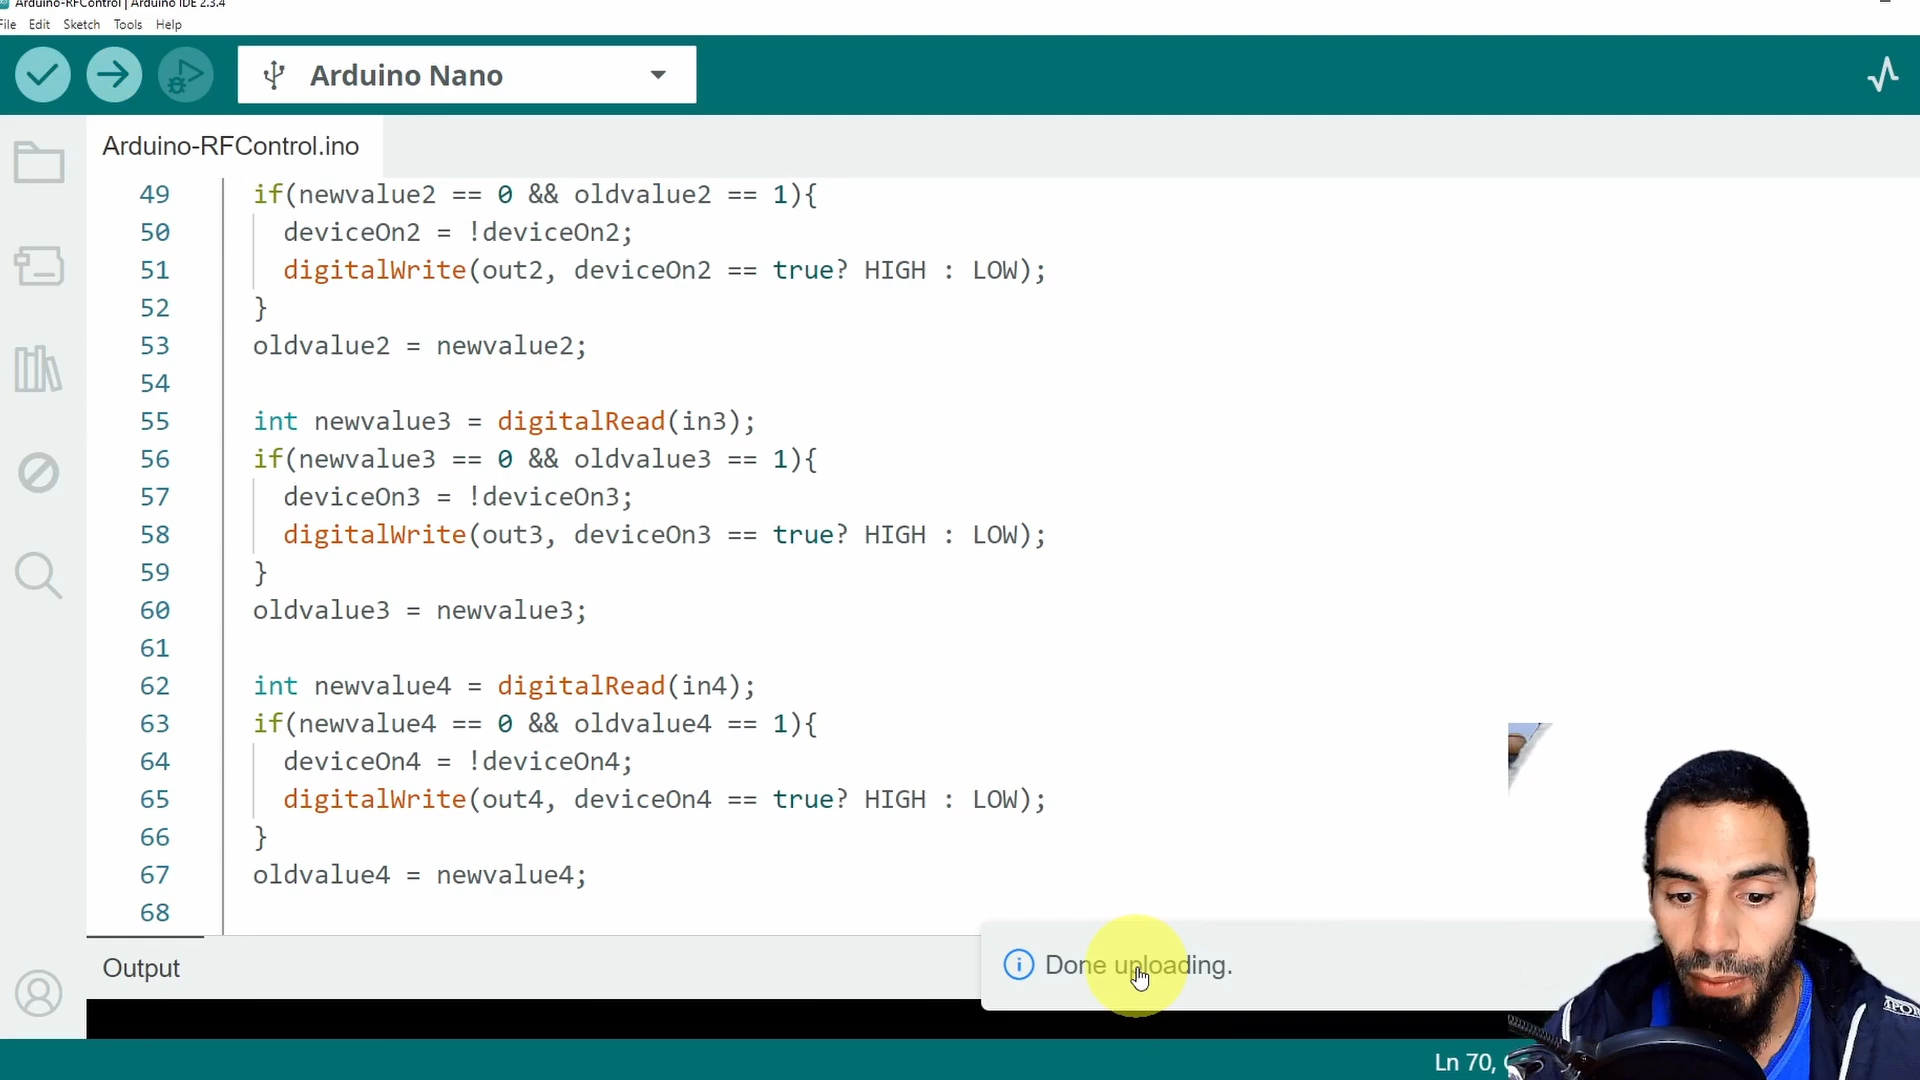 Arduino-RFControl | Arduino IDE 2.3.4
File Edit Sketch Tools Help
Arduino Nano
Arduino-RFControl.ino
49 if(newvalue2 == 0 && oldvalue2 == 1){
50 deviceOn2 = !deviceOn2;
51 digitalWrite(out2, deviceOn2 == true? HIGH : LOW);
52 }
53 oldvalue2 = newvalue2;
54
55 int newvalue3 = digitalRead(in3);
56 if(newvalue3 == 0 && oldvalue3 == 1){
57 deviceOn3 = !deviceOn3;
58 digitalWrite(out3, deviceOn3 == true? HIGH : LOW);
59 }
60 oldvalue3 = newvalue3;
61
62 int newvalue4 = digitalRead(in4);
63 if(newvalue4 == 0 && oldvalue4 == 1){
64 deviceOn4 = !deviceOn4;
65 digitalWrite(out4, deviceOn4 == true? HIGH : LOW);
66 }
67 oldvalue4 = newvalue4;
68
Output
Done uploading.
Ln 70,